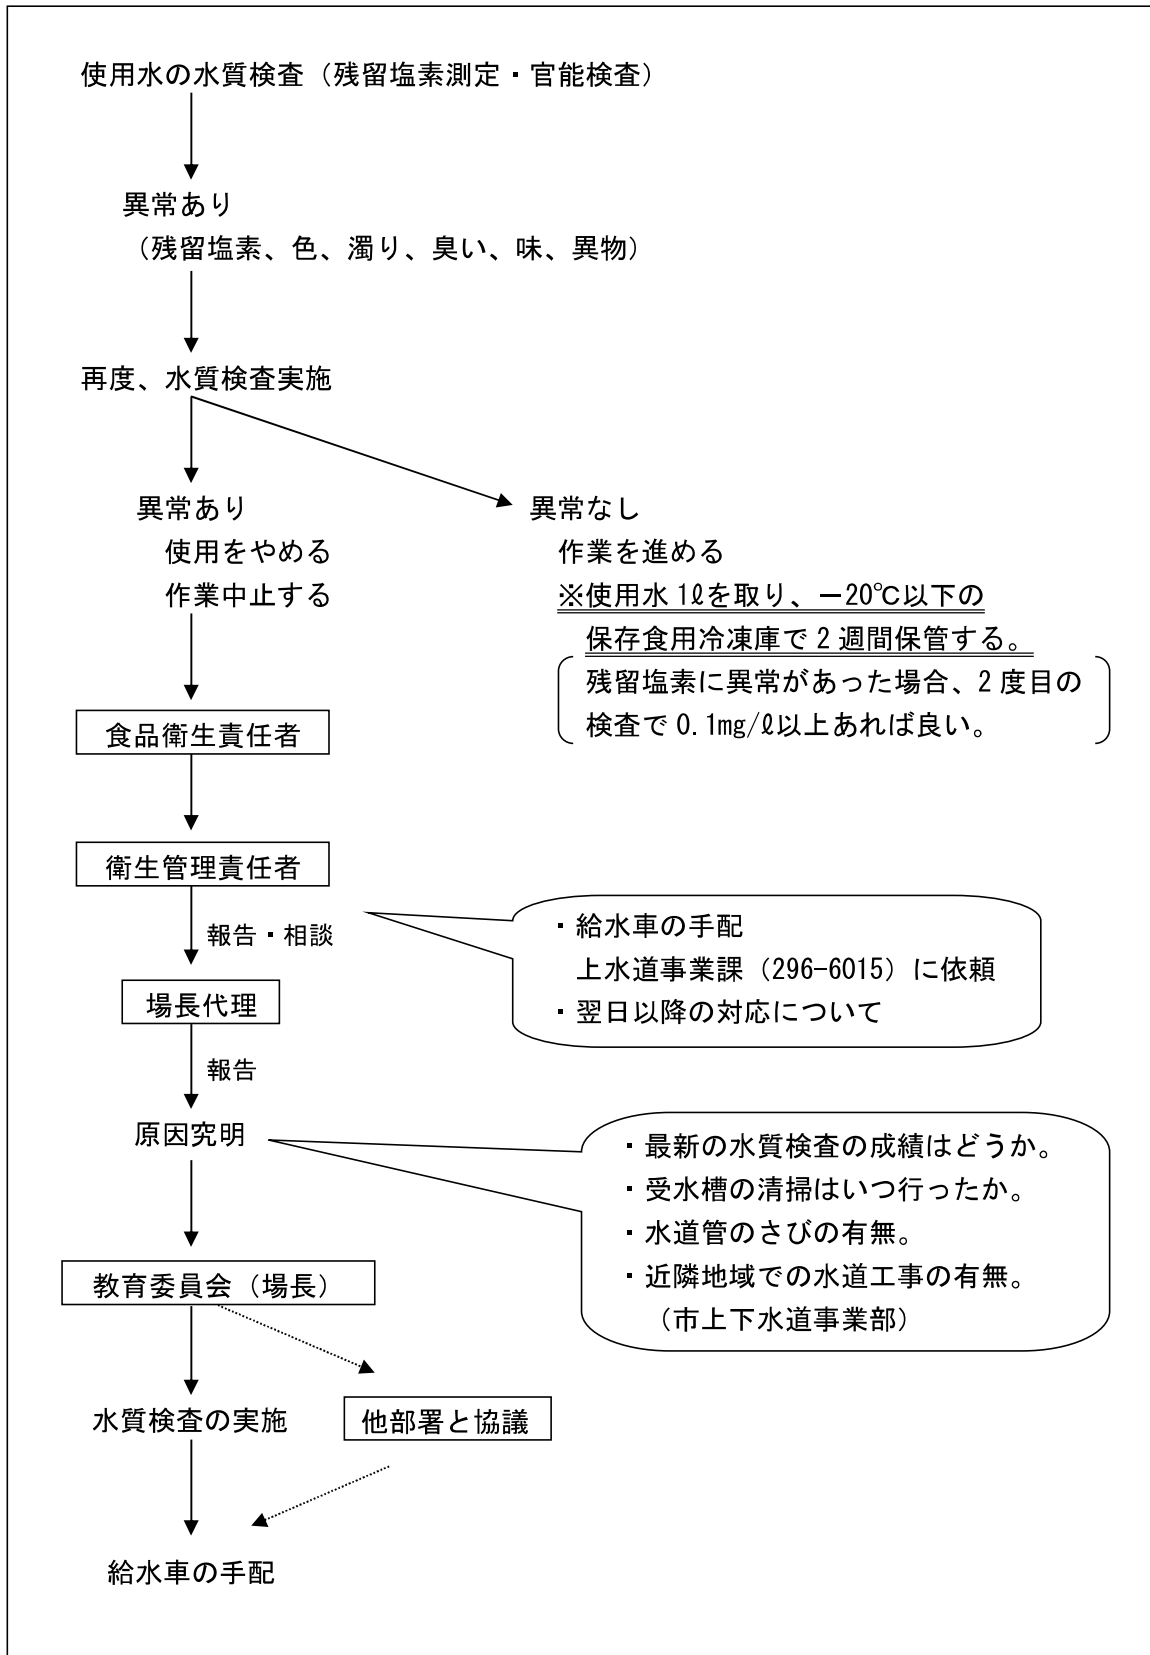 使用水の水質検査（残留塩素測定・官能検査）
異常あり
（残留塩素、色、濁り、臭い、味、異物）
再度、水質検査実施
異常あり
使用をやめる
作業中止する
異常なし
作業を進める
※使用水1ℓを取り、－20℃以下の
保存食用冷凍庫で2週間保管する。
残留塩素に異常があった場合、2度目の
検査で0.1mg/ℓ以上あれば良い。
食品衛生責任者
衛生管理責任者
報告・相談
・給水車の手配
上水道事業課（296-6015）に依頼
・翌日以降の対応について
場長代理
報告
原因究明
・最新の水質検査の成績はどうか。
・受水槽の清掃はいつ行ったか。
・水道管のさびの有無。
・近隣地域での水道工事の有無。
（市上下水道事業部）
教育委員会（場長）
水質検査の実施
他部署と協議
給水車の手配